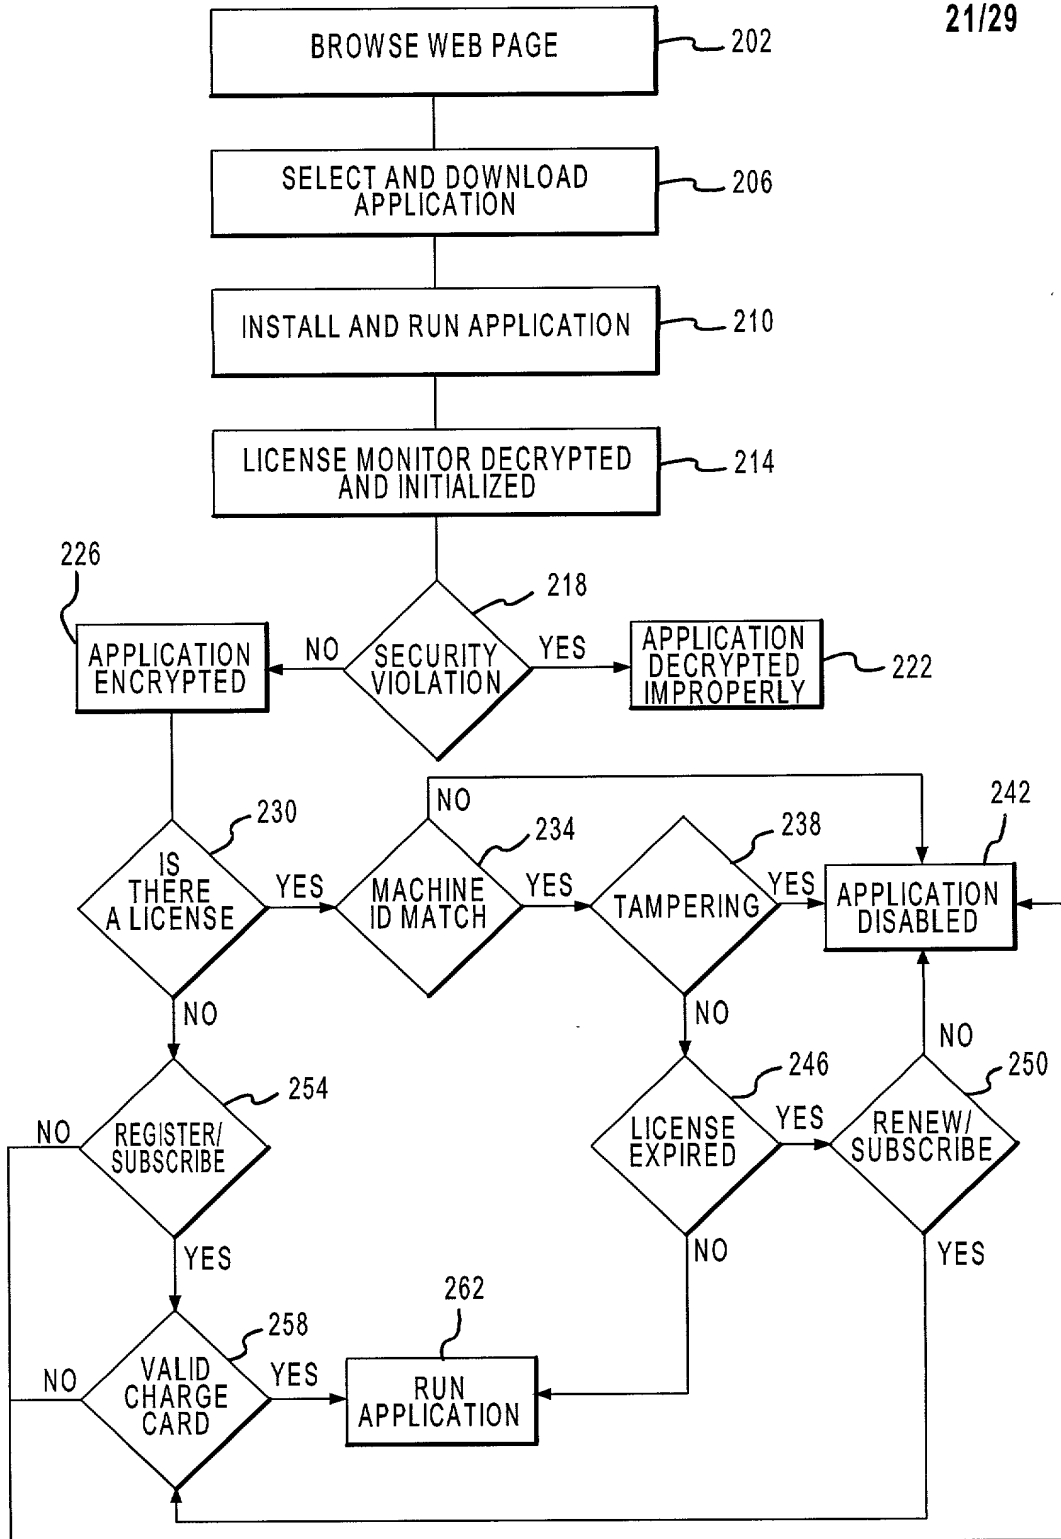 21/29
BROWSE WEB PAGE
202
SELECT AND DOWNLOAD
APPLICATION
206
INSTALL AND RUN APPLICATION
210
LICENSE MONITOR DECRYPTED
AND INITIALIZED
214
226
218
APPLICATION
ENCRYPTED
NO
SECURITY
VIOLATION
YES
APPLICATION
DECRYPTED
IMPROPERLY
222
NO
230
234
238
242
IS
THERE
A LICENSE
YES
MACHINE
ID MATCH
YES
TAMPERING
YES
APPLICATION
DISABLED
NO
NO
NO
254
246
250
NO
REGISTER/
SUBSCRIBE
LICENSE
EXPIRED
YES
RENEW/
SUBSCRIBE
YES
NO
YES
262
258
NO
VALID
CHARGE
CARD
YES
RUN
APPLICATION